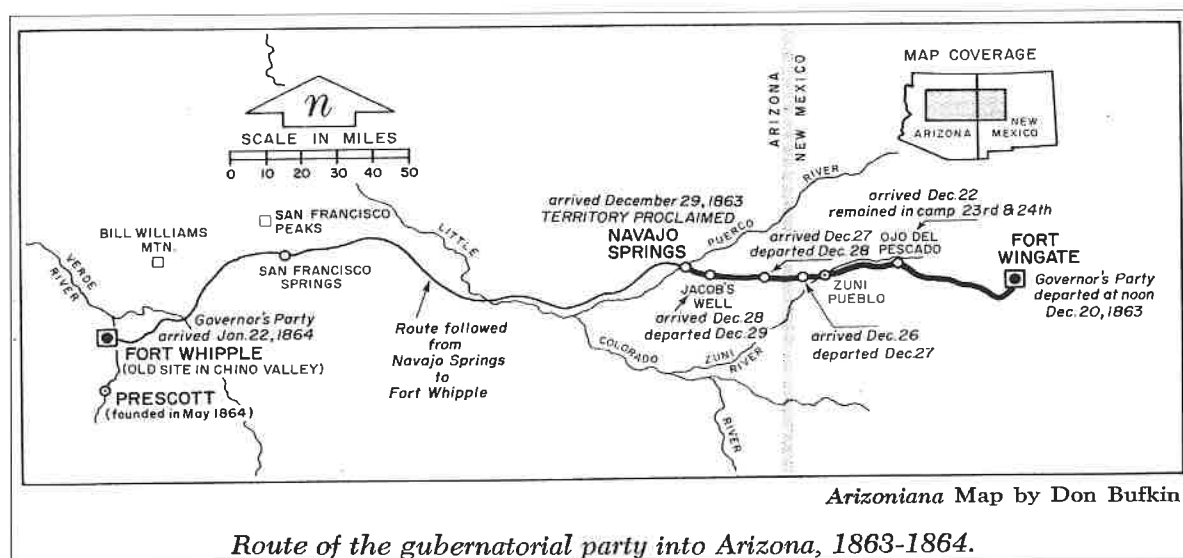 n
SCALE IN MILES
0 10 20 30 40 50
MAP COVERAGE
ARIZONA
NEW
MEXICO
ARIZONA
NEW MEXICO
BILL WILLIAMS
MTN.
SAN FRANCISCO
PEAKS
SAN FRANCISCO
SPRINGS
VERDE
RIVER
Governor's Party
arrived Jan. 22, 1864
FORT WHIPPLE
(OLD SITE IN CHINO VALLEY)
PRESCOTT
(founded in May 1864)
LITTLE
COLORADO
RIVER
Route followed
from
Navajo Springs
to
Fort Whipple
arrived December 29, 1863
TERRITORY PROCLAIMED
NAVAJO
SPRINGS
PUERCO
RIVER
JACOB'S
WELL
arrived Dec. 28
departed Dec. 29
arrived Dec. 27
departed Dec. 28
ZUNI
RIVER
ZUNI
PUEBLO
arrived Dec. 26
departed Dec. 27
arrived Dec. 22
remained in camp 23rd & 24th
OJO DEL
PESCADO
FORT
WINGATE
Governor's Party
departed at noon
Dec. 20, 1863
Arizoniana Map by Don Bufkin
Route of the gubernatorial party into Arizona, 1863-1864.